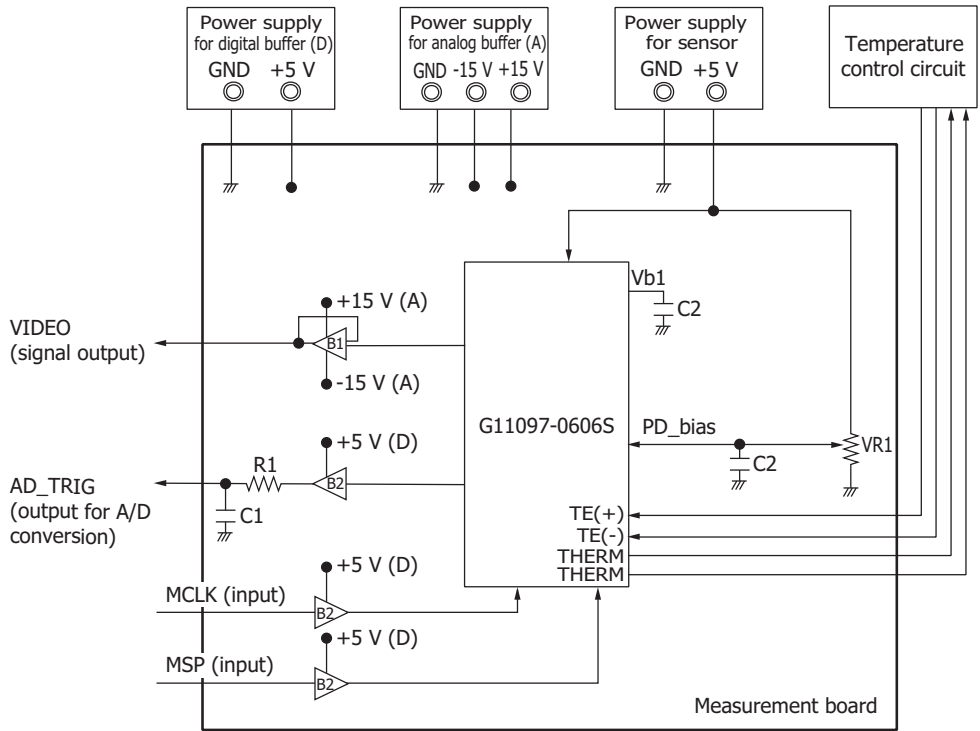 Power supply
for digital buffer (D)
GND +5 V
Power supply
for analog buffer (A)
GND -15 V +15 V
Power supply
for sensor
GND +5 V
Temperature
control circuit
Vb1
C2
+15 V (A)
B1
-15 V (A)
VIDEO
(signal output)
G11097-0606S
PD_bias
C2
VR1
+5 V (D)
R1
B2
C1
AD_TRIG
(output for A/D
conversion)
TE(+)
TE(-)
THERM
THERM
+5 V (D)
MCLK (input)
B2
+5 V (D)
MSP (input)
B2
Measurement board